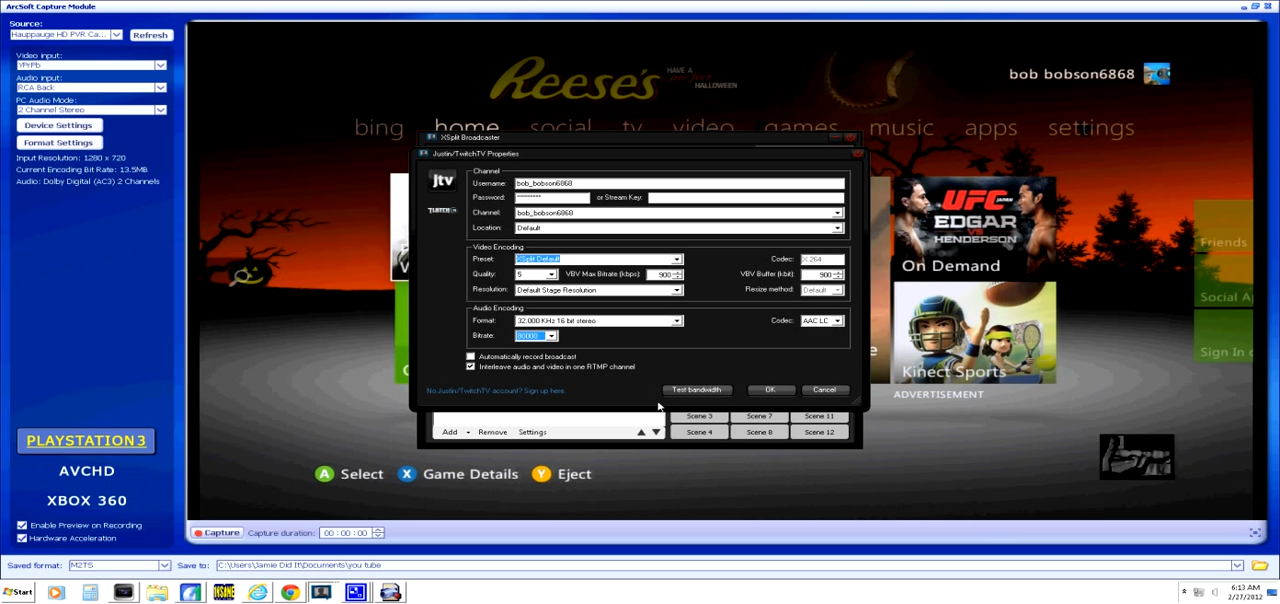 ArcSoft Capture Module
Source:
Hauppauge HD PVR Ca...
Refresh
Video input:
YPrPb
Audio input:
RCA Back
PC Audio Mode:
2 Channel Stereo
Device Settings
Format Settings
Input Resolution: 1280 x 720
Current Encoding Bit Rate: 13.5MB
Audio: Dolby Digital (AC3) 2 Channels
PLAYSTATION3
AVCHD
XBOX 360
Enable Preview on Recording
Hardware Acceleration
Reese's
HAVE A
perfect
HALLOWEEN
bob bobson6868
bing home social tv video games music apps settings
XSplit Broadcaster
Justin/TwitchTV Properties
jtv
TWITCH
Channel
Username: bob_bobson6868
Password: ******** or Stream Key:
Channel: bob_bobson6868
Location: Default
Video Encoding
Preset: XSplit Default Codec: X.264
Quality: 5 VBV Max Bitrate (kbps): 900 VBV Buffer (kbit): 900
Resolution: Default Stage Resolution Resize method: Default
Audio Encoding
Format: 32.000 KHz 16 bit stereo Codec: AAC LC
Bitrate: 80000
Automatically record broadcast
Interleave audio and video in one RTMP channel
No Justin/TwitchTV account? Sign up here.
Test bandwidth OK Cancel
Scene 3 Scene 7 Scene 11
Add Remove Settings
Scene 4 Scene 8 Scene 12
UFC JAPAN
EDGAR
VS
HENDERSON
On Demand
Kinect Sports
ADVERTISEMENT
Friends
Social A
Sign In
A Select X Game Details Y Eject
Capture Capture duration: 00 : 00 : 00
Saved format: M2TS Save to: C:\Users\Jamie Did It\Documents\you tube
Start
INSANE
6:13 AM
2/27/2012